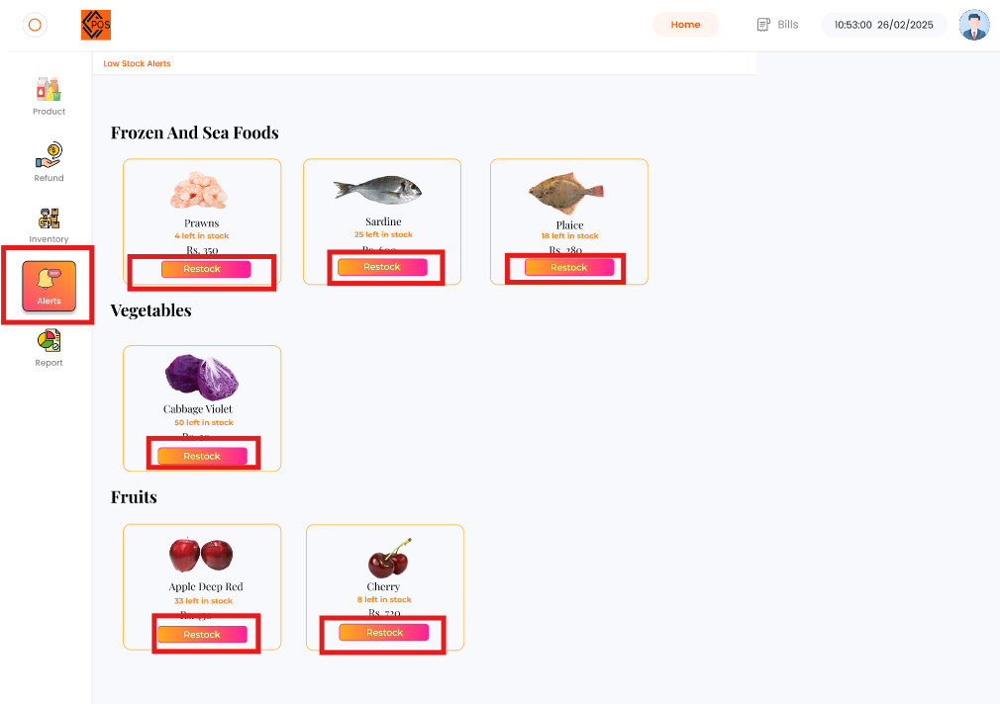 POS
Home
Bills
10:53:00 26/02/2025
Low Stock Alerts
Product
Refund
Inventory
NEW
Alerts
Report
Frozen And Sea Foods
Prawns
4 left in stock
Rs. 350
Restock
Sardine
25 left in stock
Rs. 600
Restock
Plaice
18 left in stock
Rs. 280
Restock
Vegetables
Cabbage Violet
50 left in stock
Rs.
Restock
Fruits
Apple Deep Red
33 left in stock
Rs.
Restock
Cherry
8 left in stock
Rs. 720
Restock